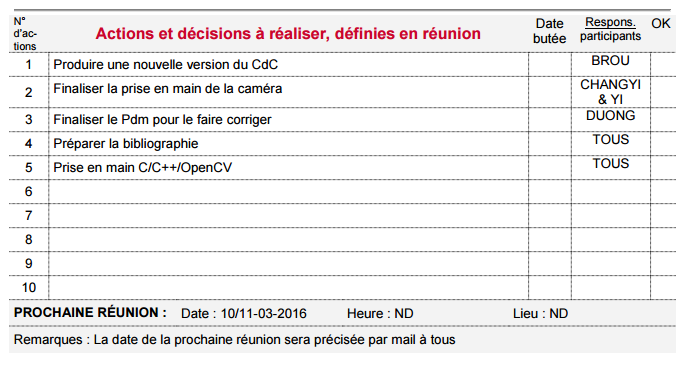 N° d'ac-tions Actions et décisions à réaliser, définies en réunion Date butée Respons. participants OK
1 Produire une nouvelle version du CdC BROU
2 Finaliser la prise en main de la caméra CHANGYI & YI
3 Finaliser le Pdm pour le faire corriger DUONG
4 Préparer la bibliographie TOUS
5 Prise en main C/C++/OpenCV TOUS
6
7
8
9
10
PROCHAINE RÉUNION : Date : 10/11-03-2016 Heure : ND Lieu : ND
Remarques : La date de la prochaine réunion sera précisée par mail à tous